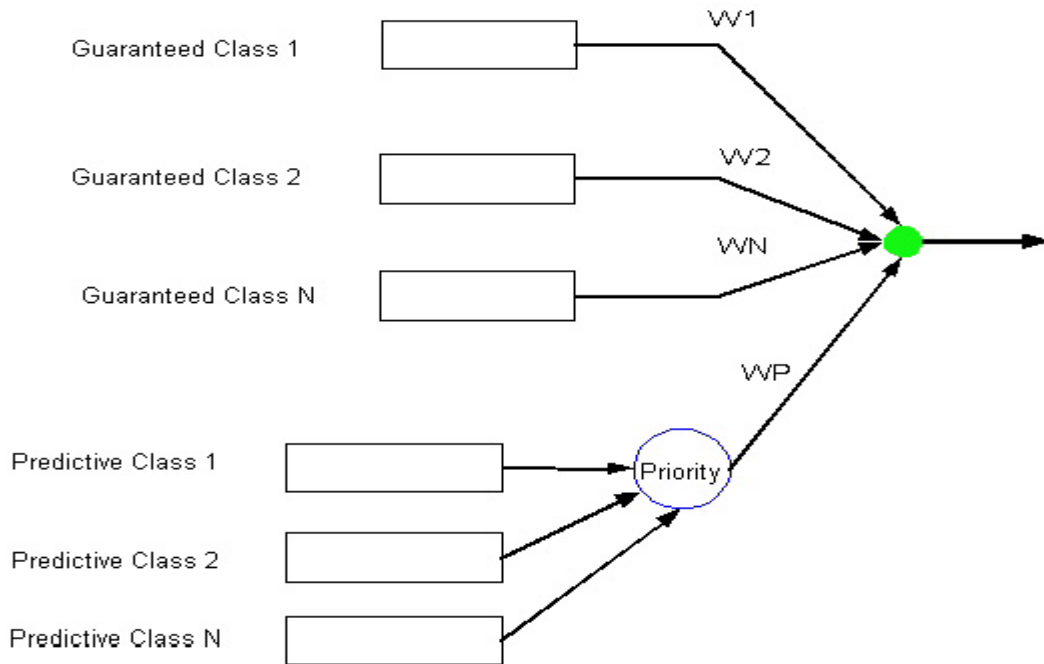 Guaranteed Class 1
W1
Guaranteed Class 2
W2
WN
Guaranteed Class N
WP
Predictive Class 1
Priority
Predictive Class 2
Predictive Class N